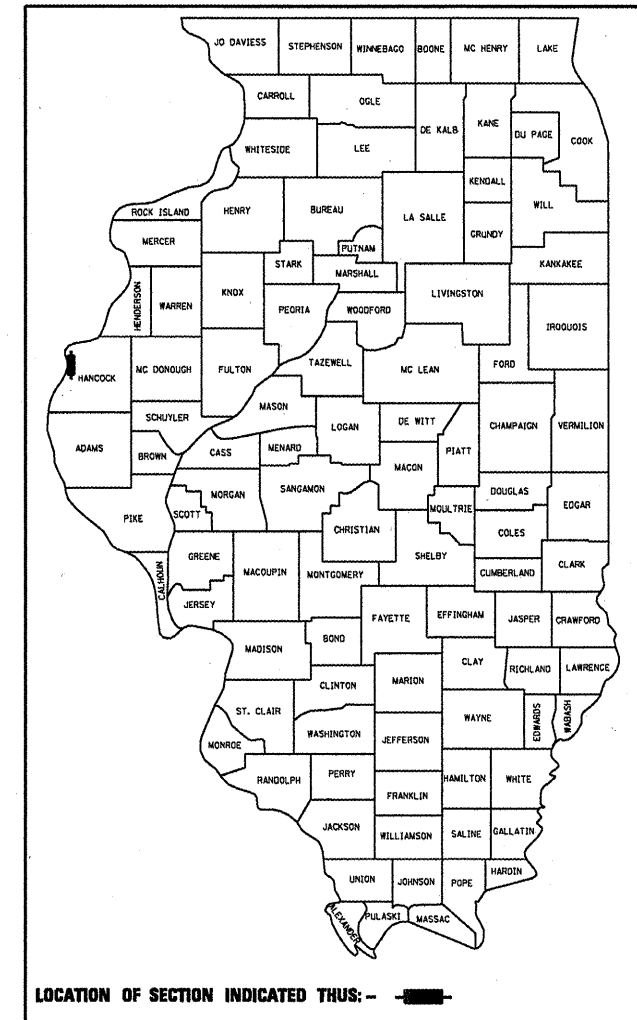 JO DAVIESS STEPHENSON WINNEBAGO BOONE MC HENRY LAKE
CARROLL OGLE DE KALB KANE DU PAGE COOK
WHITESIDE LEE KENDALL WILL
ROCK ISLAND HENRY BUREAU LA SALLE GRUNDY
MERCER STARK PUTNAM KANKAKEE
HENDERSON WARREN KNOX PEORIA MARSHALL LIVINGSTON IROQUOIS
WOODFORD
HANCOCK MC DONOUGH FULTON TAZEWELL MC LEAN FORD
SCHUYLER MASON LOGAN DE WITT CHAMPAIGN VERMILION
ADAMS BROWN CASS MENARD MACON PIATT
PIKE SCOTT MORGAN SANGAMON MOULTRIE DOUGLAS EDGAR
CHRISTIAN COLES
CALHOUN GREENE MACOUPIN MONTGOMERY SHELBY CUMBERLAND CLARK
JERSEY FAYETTE EFFINGHAM JASPER CRAWFORD
MADISON BOND CLAY RICHLAND LAWRENCE
CLINTON MARION
ST. CLAIR WAYNE EDWARDS WABASH
MONROE WASHINGTON JEFFERSON
RANDOLPH PERRY HAMILTON WHITE
FRANKLIN
JACKSON WILLIAMSON SALINE GALLATIN
UNION JOHNSON POPE HARDIN
ALEXANDER PULASKI MASSAC
LOCATION OF SECTION INDICATED THUS: -